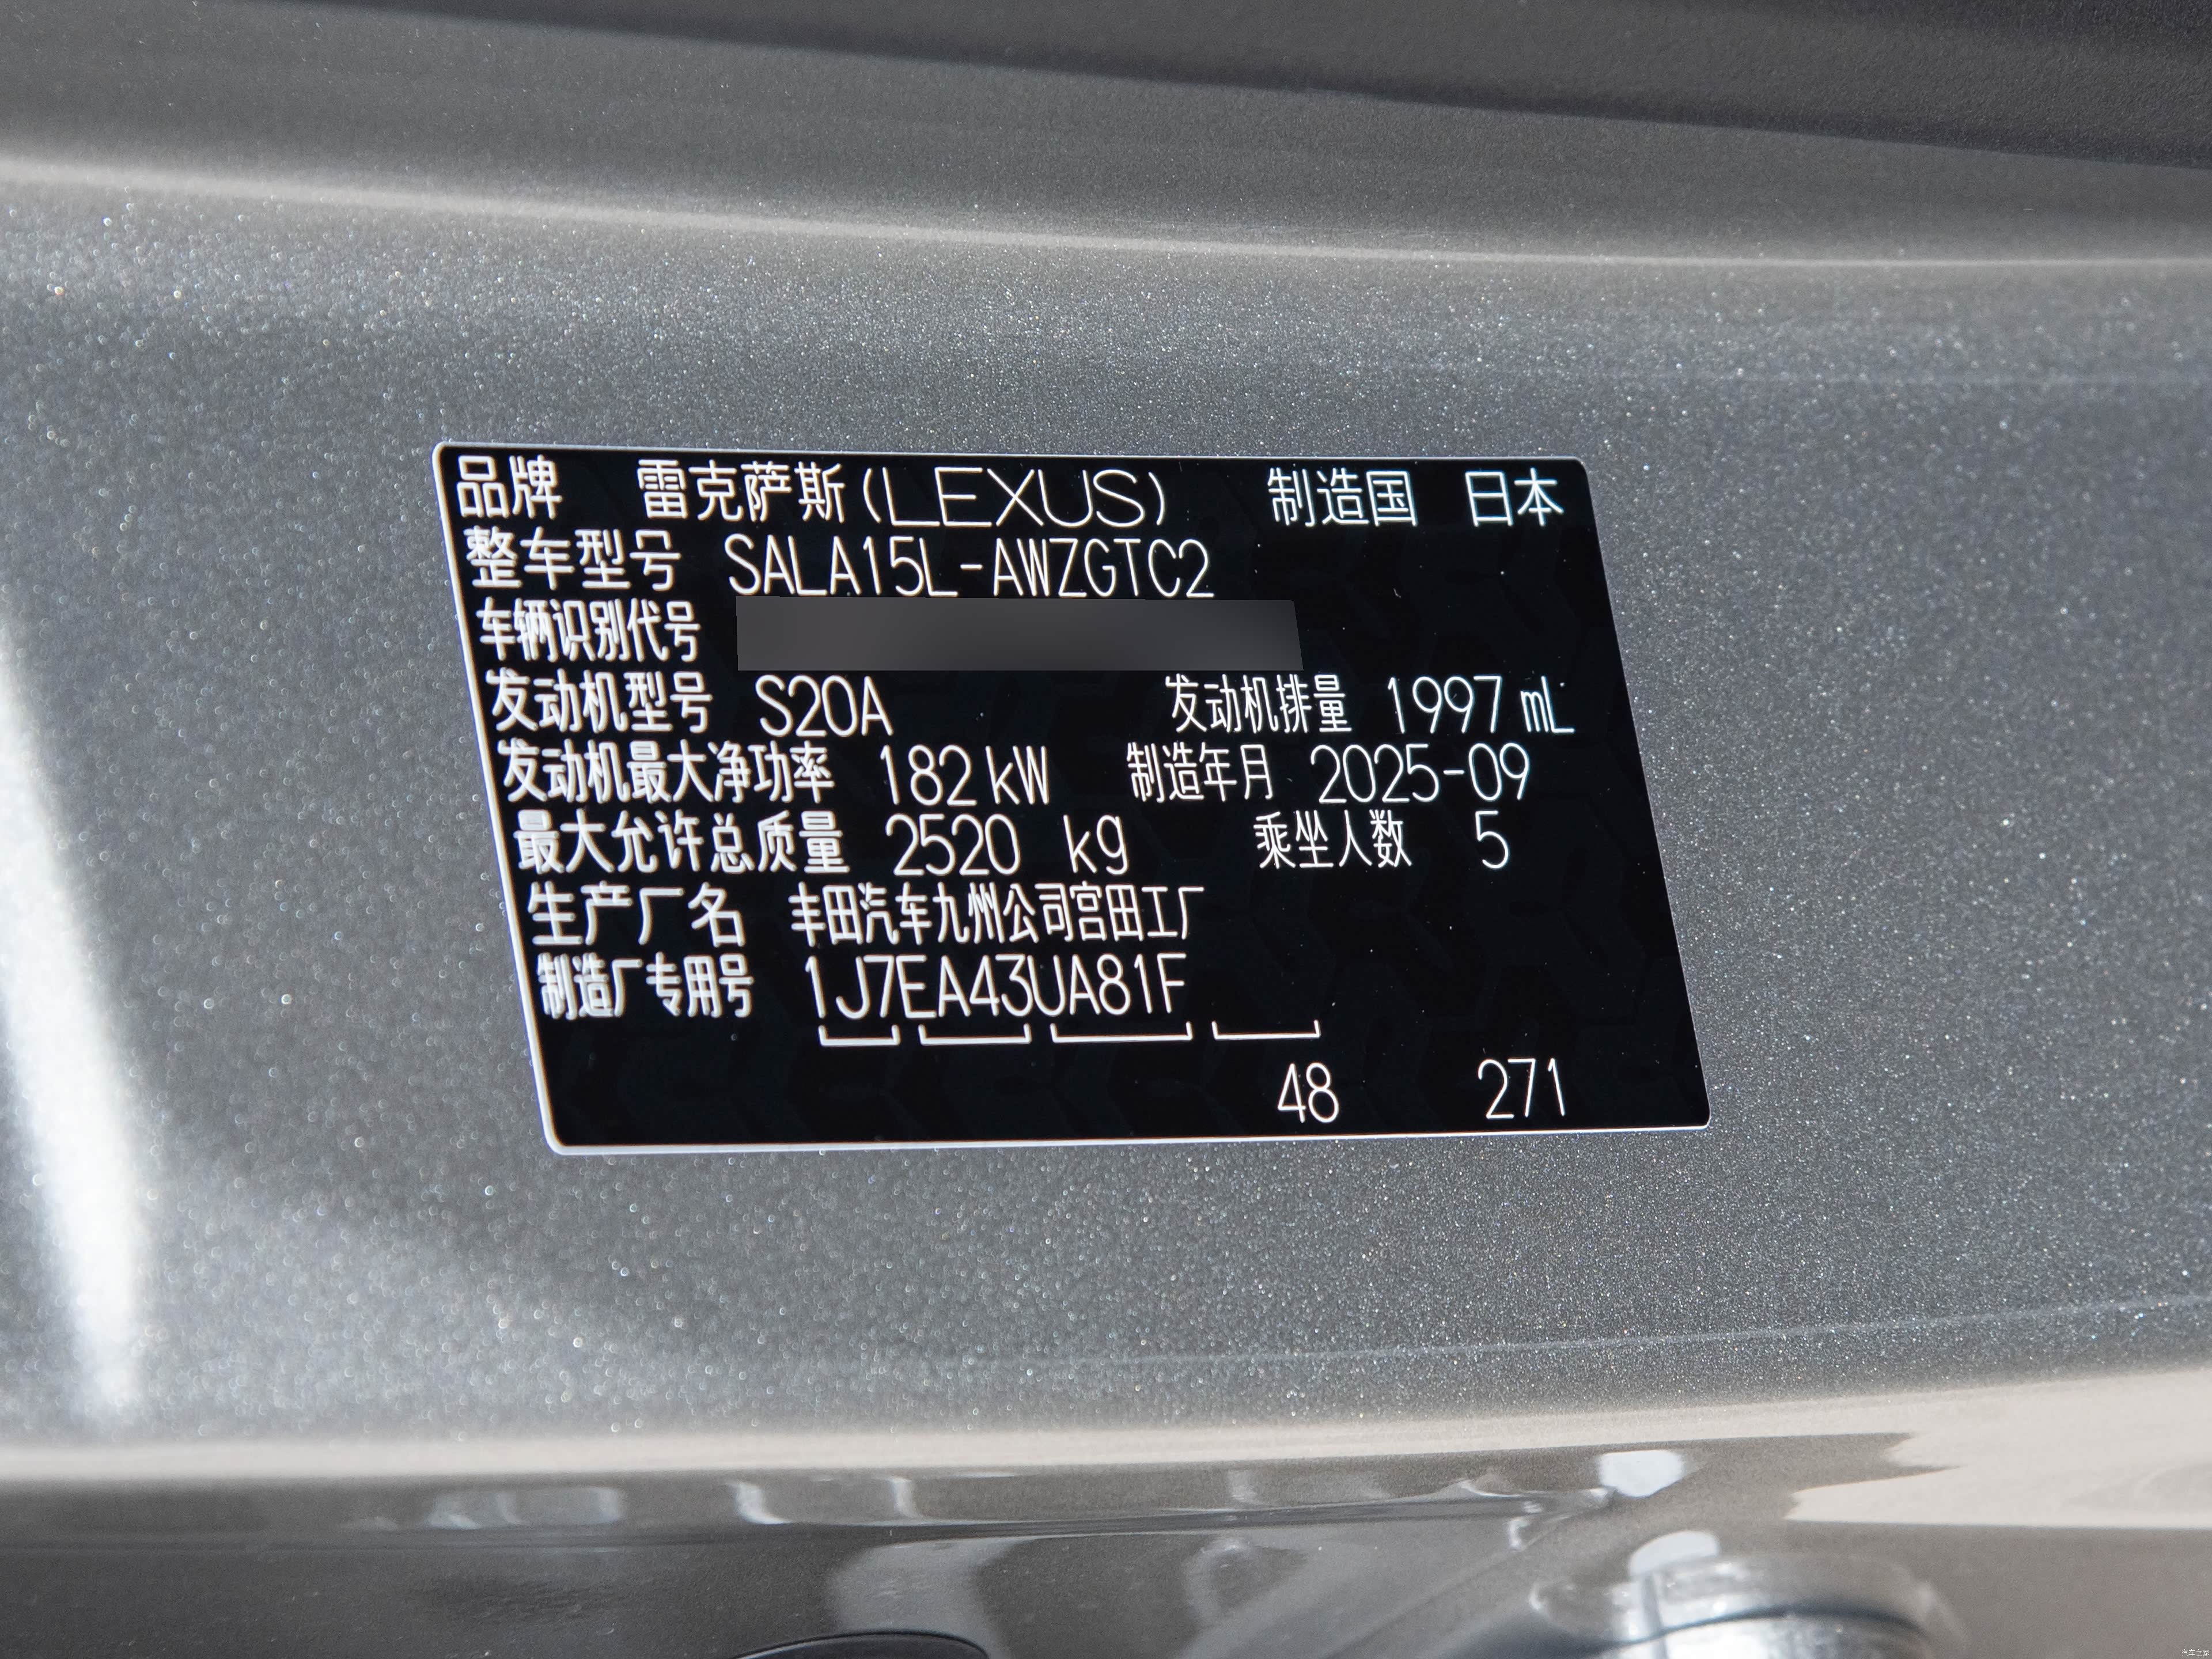 品牌 雷克萨斯(LEXUS) 制造国 日本
整车型号 SALA15L-AWZGTC2
车辆识别代号
发动机型号 S20A 发动机排量 1997 mL
发动机最大净功率 182 kW 制造年月 2025-09
最大允许总质量 2520 kg 乘坐人数 5
生产厂名 丰田汽车九州公司宫田工厂
制造厂专用号 1J7EA43UA81F
48 271
汽车之家